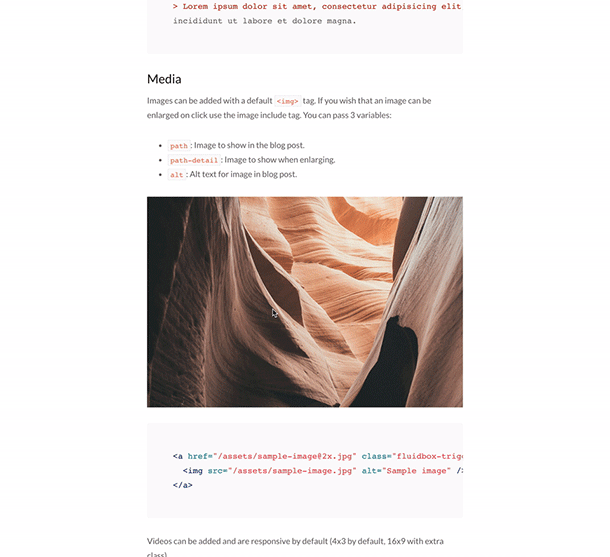 > Lorem ipsum dolor sit amet, consectetur adipisicing elit
incididunt ut labore et dolore magna.
Media
Images can be added with a default <img> tag. If you wish that an image can be
enlarged on click use the image include tag. You can pass 3 variables:
path : Image to show in the blog post.
path-detail : Image to show when enlarging.
alt : Alt text for image in blog post.
<a href="/assets/sample-image@2x.jpg" class="fluidbox-trig
<img src="/assets/sample-image.jpg" alt="Sample image" />
</a>
Videos can be added and are responsive by default (4x3 by default, 16x9 with extra
class)